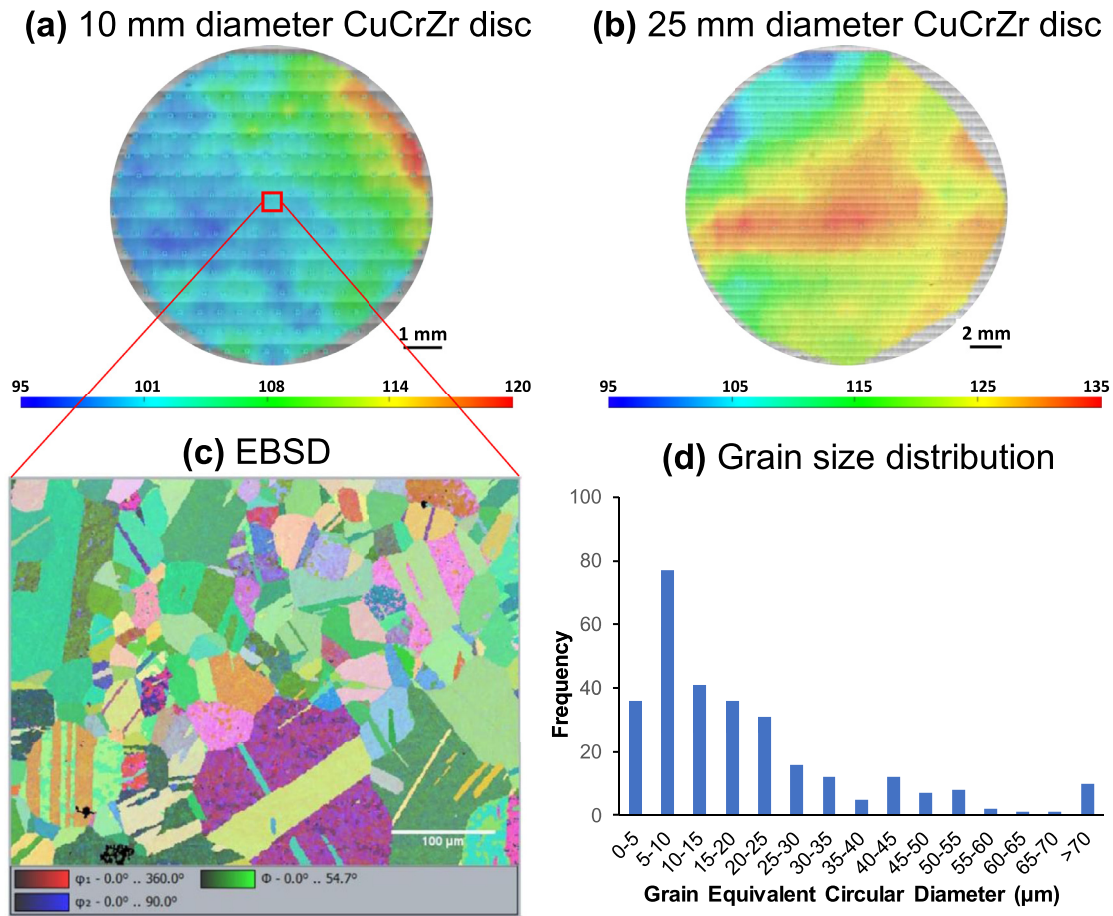 (a) 10 mm diameter CuCrZr disc
(b) 25 mm diameter CuCrZr disc
1 mm
2 mm
95 101 108 114 120
95 105 115 125 135
(c) EBSD
(d) Grain size distribution
100 µm
φ₁ - 0.0° .. 360.0°
Φ - 0.0° .. 54.7°
φ₂ - 0.0° .. 90.0°
Frequency
100
80
60
40
20
0
0-5 5-10 10-15 15-20 20-25 25-30 30-35 35-40 40-45 45-50 50-55 55-60 60-65 65-70 >70
Grain Equivalent Circular Diameter (µm)